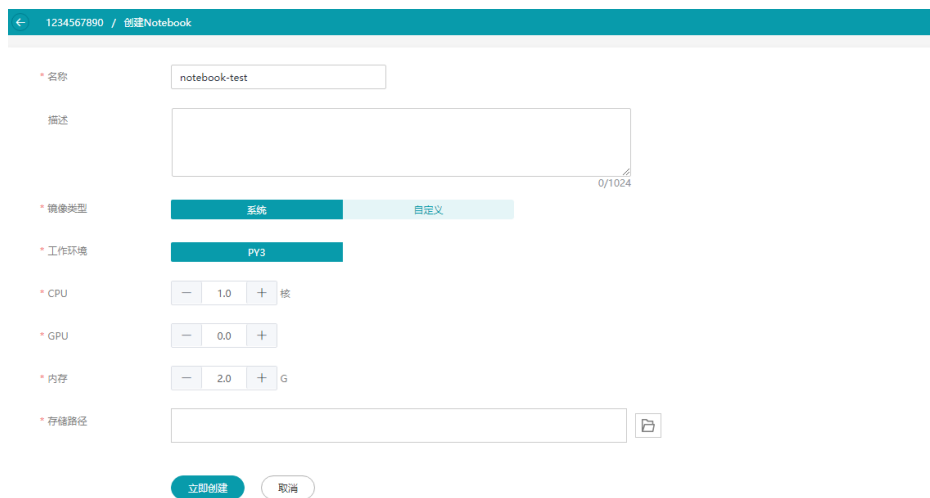 1234567890 / 创建Notebook
* 名称 notebook-test
描述
0/1024
* 镜像类型 系统 自定义
* 工作环境 PY3
* CPU － 1.0 + 核
* GPU － 0.0 +
* 内存 － 2.0 + G
* 存储路径
立即创建 取消